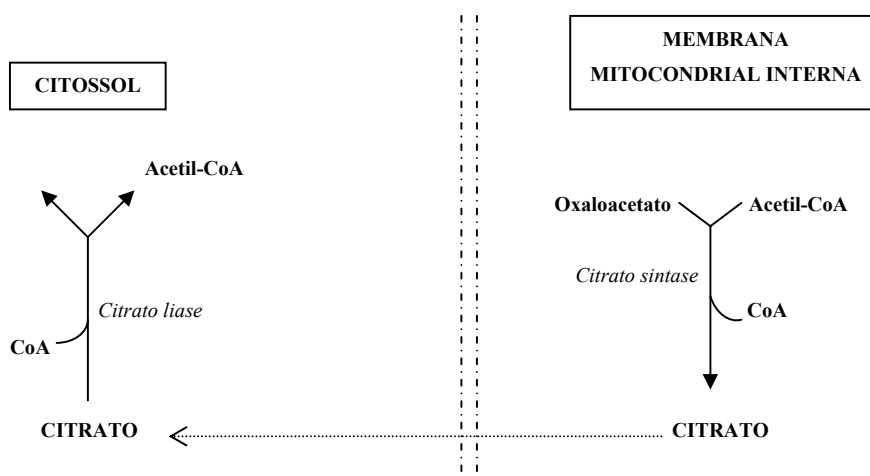 MEMBRANA
MITOCONDRIAL INTERNA
CITOSSOL
Acetil-CoA
Oxaloacetato
Acetil-CoA
Citrato sintase
Citrato liase
CoA
CoA
CITRATO
CITRATO